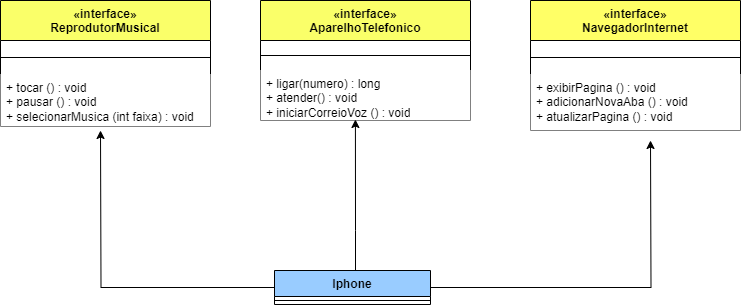 «interface»
ReprodutorMusical
+ tocar () : void
+ pausar () : void
+ selecionarMusica (int faixa) : void
«interface»
AparelhoTelefonico
+ ligar(numero) : long
+ atender() : void
+ iniciarCorreioVoz () : void
«interface»
NavegadorInternet
+ exibirPagina () : void
+ adicionarNovaAba () : void
+ atualizarPagina () : void
Iphone